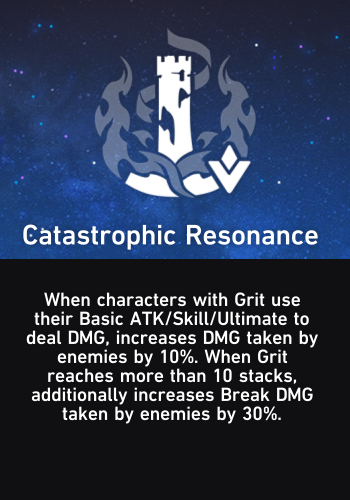 Catastrophic Resonance
When characters with Grit use
their Basic ATK/Skill/Ultimate to
deal DMG, increases DMG taken by
enemies by 10%. When Grit
reaches more than 10 stacks,
additionally increases Break DMG
taken by enemies by 30%.